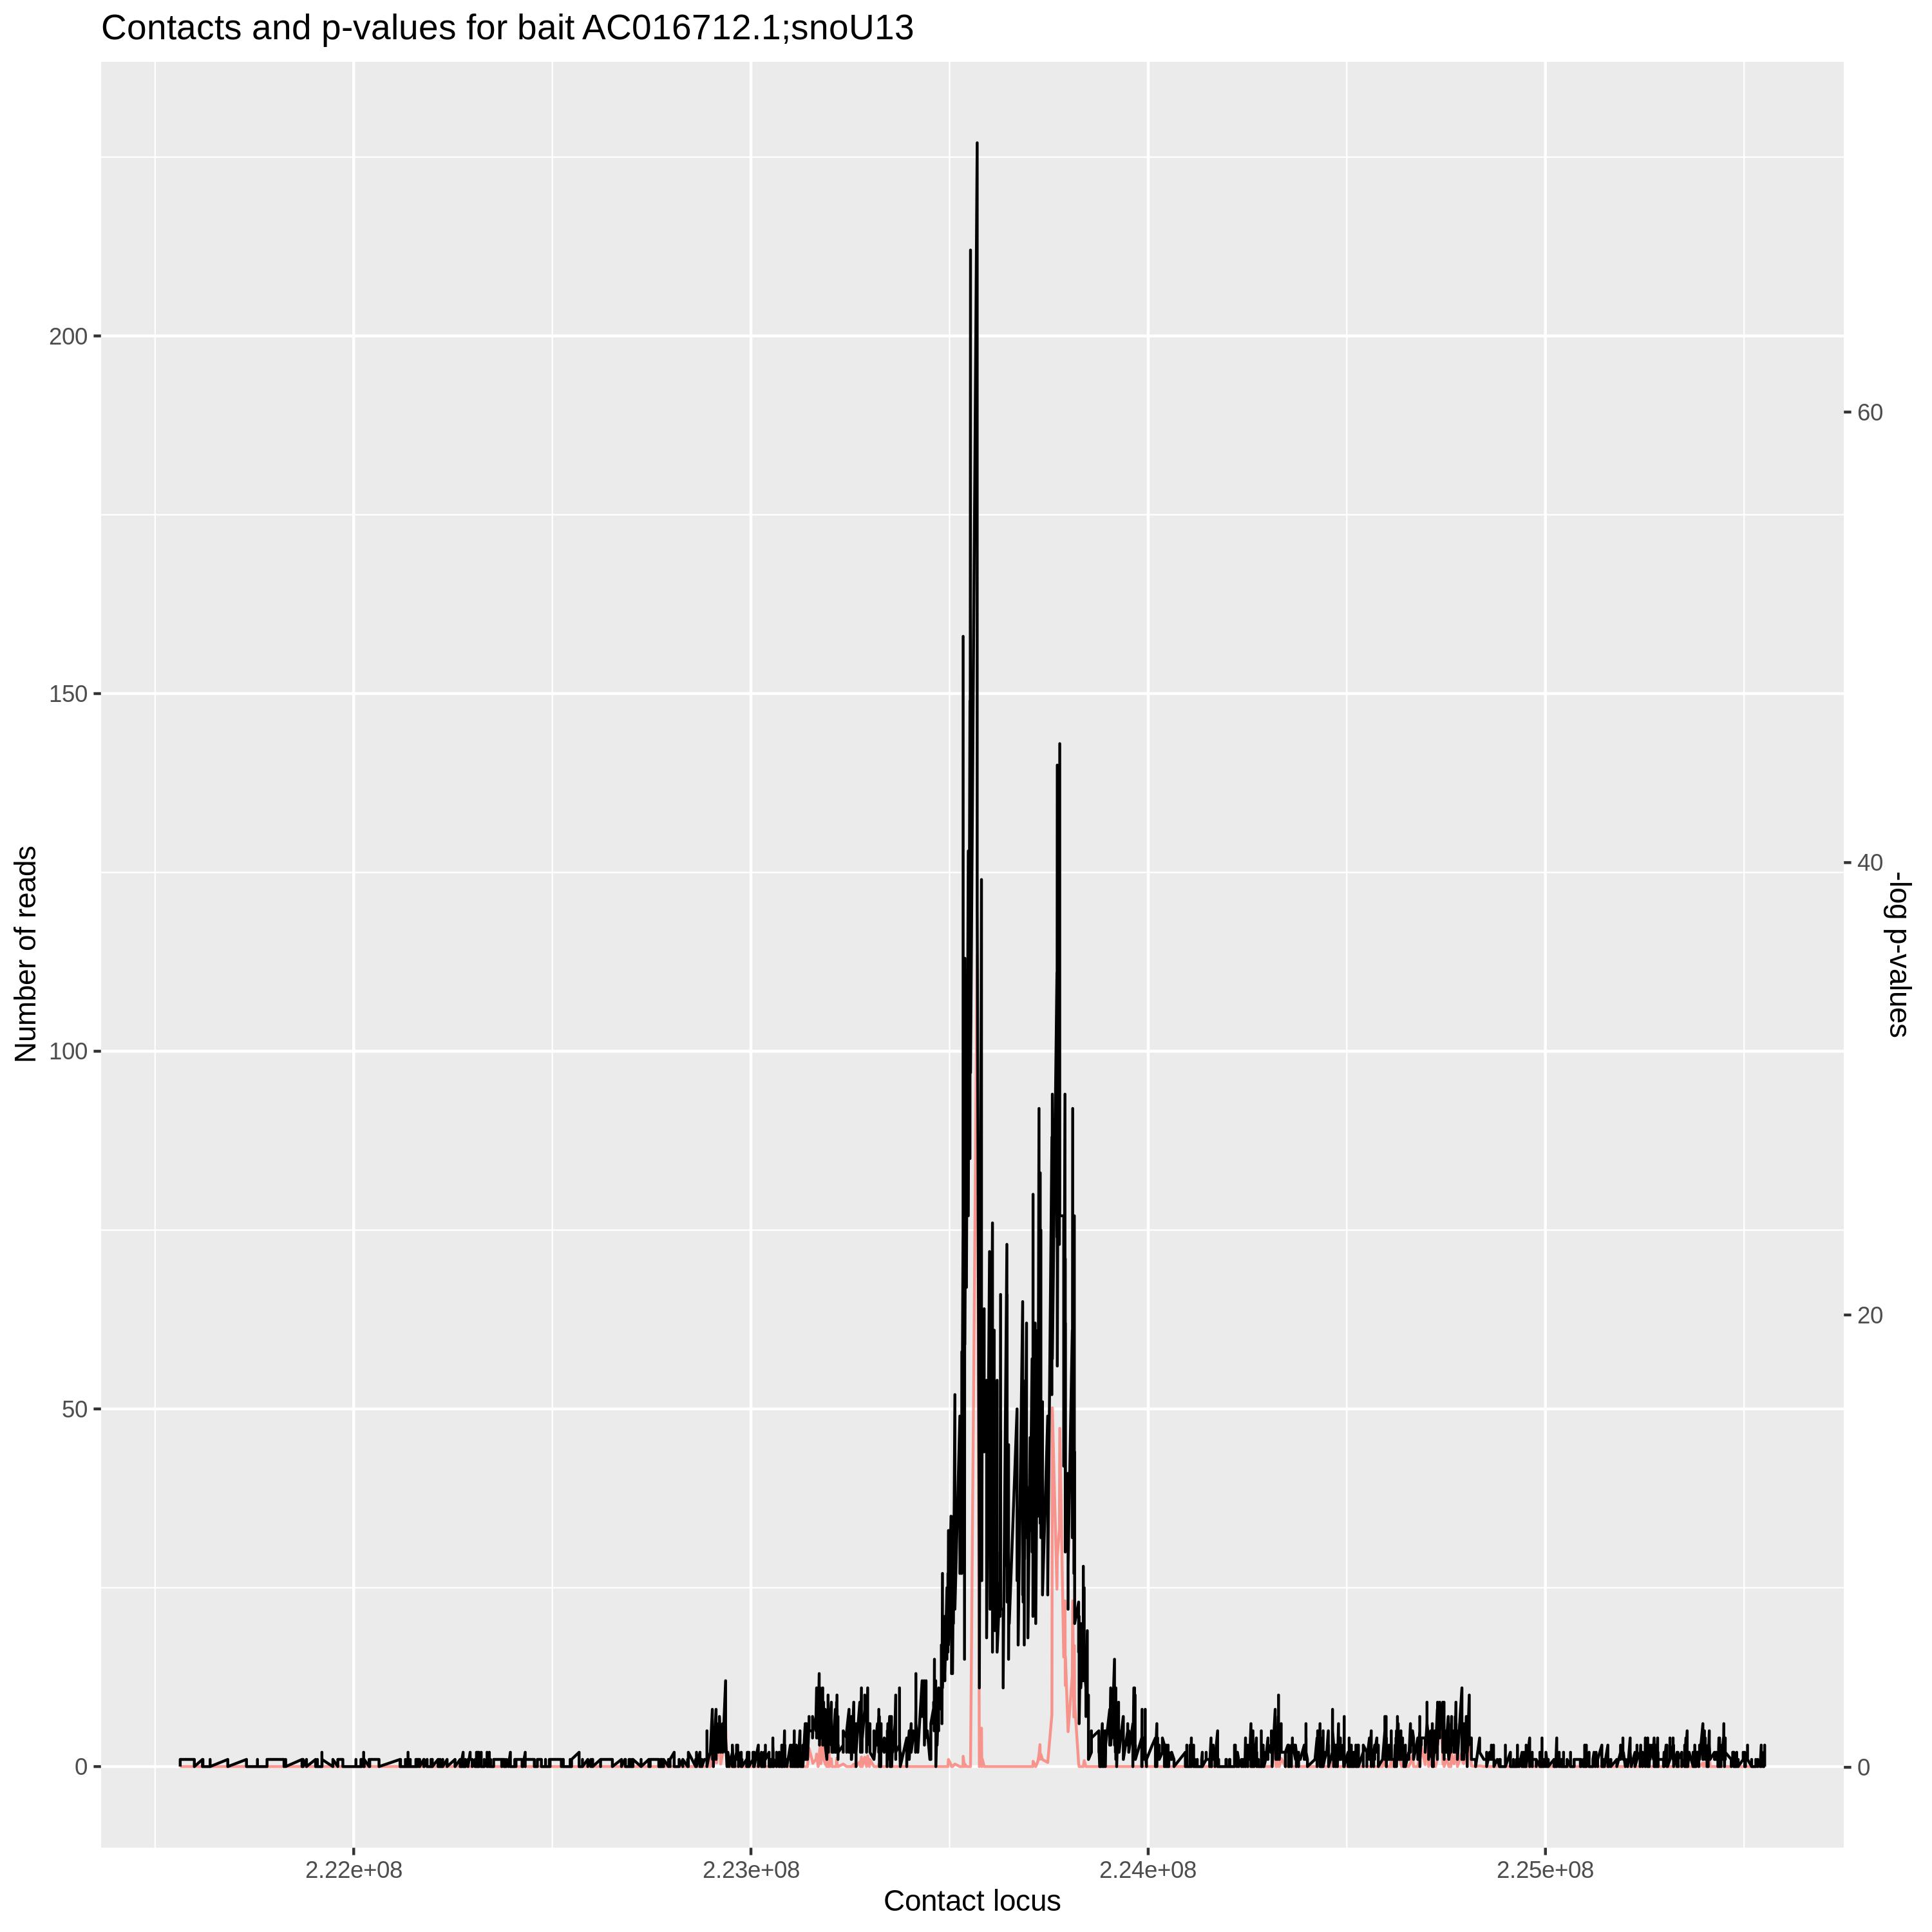 Contacts and p-values for bait AC016712.1;snoU13
200
150
100
50
0
Number of reads
60
40
20
0
-log p-values
2.22e+08
2.23e+08
2.24e+08
2.25e+08
Contact locus